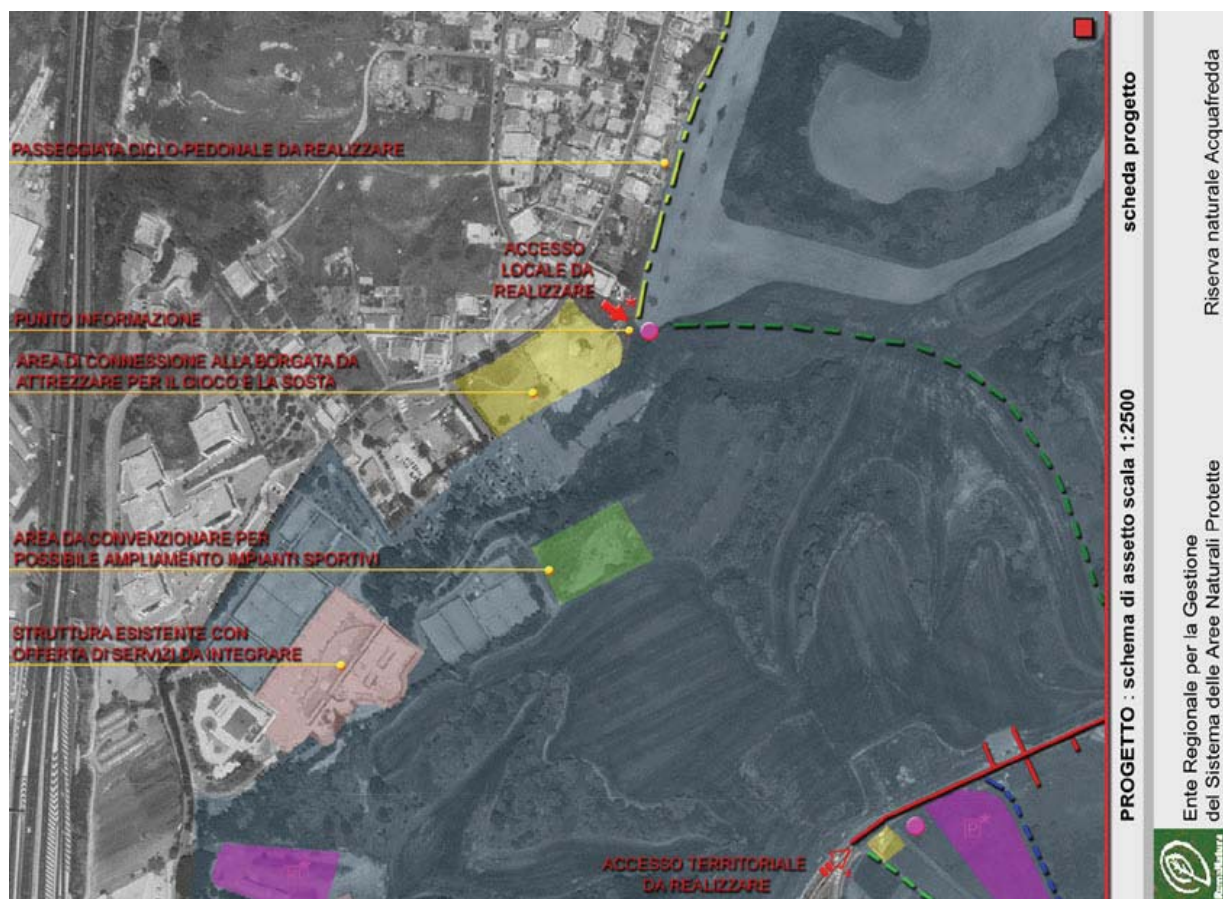 PASSEGGIATA CICLO-PEDONALE DA REALIZZARE
ACCESSO
LOCALE DA
REALIZZARE
PUNTO INFORMAZIONE
AREA DI CONNESSIONE ALLA BORGATA DA
ATTREZZARE PER IL GIOCO E LA SOSTA
AREA DA CONVENZIONARE PER
POSSIBILE AMPLIAMENTO IMPIANTI SPORTIVI
STRUTTURA ESISTENTE CON
OFFERTA DI SERVIZI DA INTEGRARE
ACCESSO TERRITORIALE
DA REALIZZARE
P*
P*
PROGETTO : schema di assetto scala 1:2500
scheda progetto
Ente Regionale per la Gestione
del Sistema delle Aree Naturali Protette
Riserva naturale Acquafredda
RomaNatura